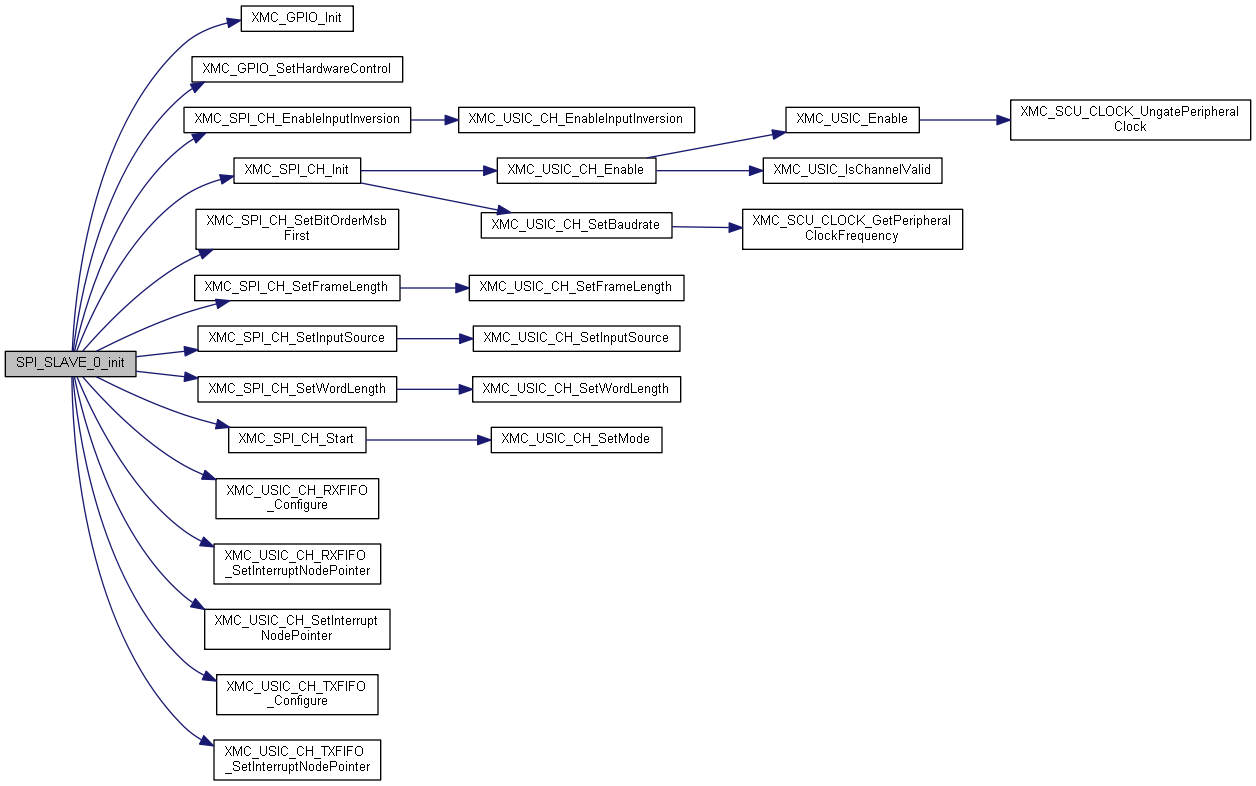 XMC_GPIO_Init
XMC_GPIO_SetHardwareControl
XMC_SPI_CH_EnableInputInversion
XMC_USIC_CH_EnableInputInversion
XMC_USIC_Enable
XMC_SCU_CLOCK_UngatePeripheral
Clock
XMC_SPI_CH_Init
XMC_USIC_CH_Enable
XMC_USIC_IsChannelValid
XMC_SPI_CH_SetBitOrderMsb
First
XMC_USIC_CH_SetBaudrate
XMC_SCU_CLOCK_GetPeripheral
ClockFrequency
XMC_SPI_CH_SetFrameLength
XMC_USIC_CH_SetFrameLength
XMC_SPI_CH_SetInputSource
XMC_USIC_CH_SetInputSource
SPI_SLAVE_0_init
XMC_SPI_CH_SetWordLength
XMC_USIC_CH_SetWordLength
XMC_SPI_CH_Start
XMC_USIC_CH_SetMode
XMC_USIC_CH_RXFIFO
_Configure
XMC_USIC_CH_RXFIFO
_SetInterruptNodePointer
XMC_USIC_CH_SetInterrupt
NodePointer
XMC_USIC_CH_TXFIFO
_Configure
XMC_USIC_CH_TXFIFO
_SetInterruptNodePointer